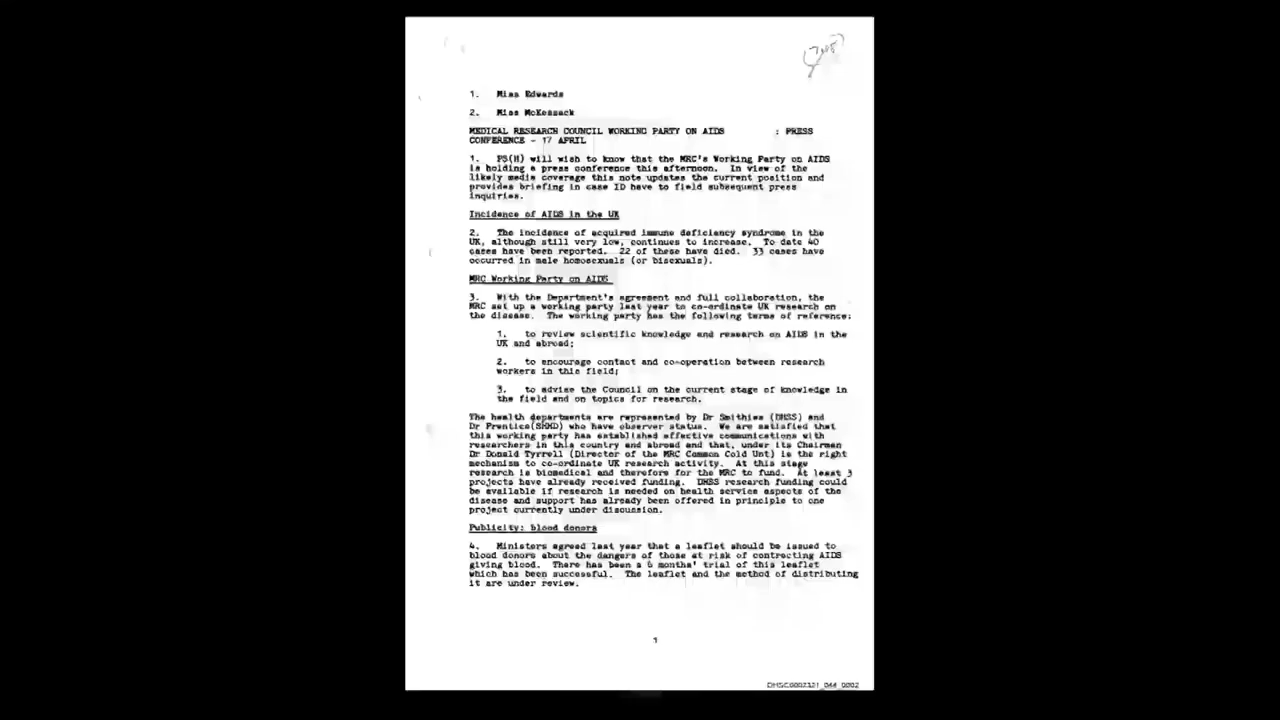 1. Miss Edwards
2. Miss McKessack
MEDICAL RESEARCH COUNCIL WORKING PARTY ON AIDS : PRESS
CONFERENCE - 17 APRIL
1. PS(H) will wish to know that the MRC's Working Party on AIDS
is holding a press conference this afternoon. In view of the
likely media coverage this note updates the current position and
provides briefing in case ID have to field subsequent press
inquiries.
Incidence of AIDS in the UK
2. The incidence of acquired immune deficiency syndrome in the
UK, although still very low, continues to increase. To date 40
cases have been reported. 22 of these have died. 33 cases have
occurred in male homosexuals (or bisexuals).
MRC Working Party on AIDS
3. With the Department's agreement and full collaboration, the
MRC set up a working party last year to co-ordinate UK research on
the disease. The working party has the following terms of reference:
1. to review scientific knowledge and research on AIDS in the
UK and abroad;
2. to encourage contact and co-operation between research
workers in this field;
3. to advise the Council on the current stage of knowledge in
the field and on topics for research.
The health departments are represented by Dr Smithies (DHSS) and
Dr Prentice(SHHD) who have observer status. We are satisfied that
this working party has established effective communications with
researchers in this country and abroad and that, under its Chairman
Dr Donald Tyrrell (Director of the MRC Common Cold Unt) is the right
mechanism to co-ordinate UK research activity. At this stage
research is biomedical and therefore for the MRC to fund. At least 3
projects have already received funding. DHSS research funding could
be available if research is needed on health service aspects of the
disease and support has already been offered in principle to one
project currently under discussion.
Publicity: blood donors
4. Ministers agreed last year that a leaflet should be issued to
blood donors about the dangers of those at risk of contracting AIDS
giving blood. There has been a 6 months' trial of this leaflet
which has been successful. The leaflet and the method of distributing
it are under review.
1